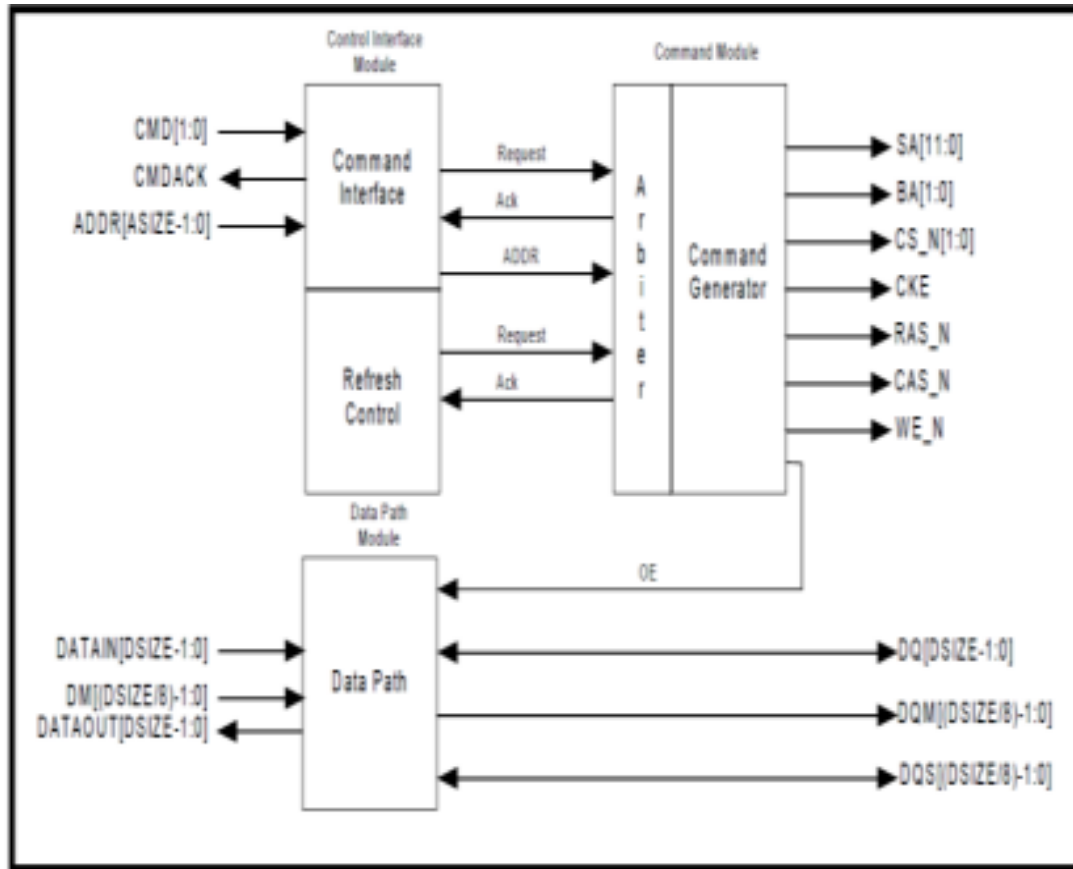 Control Interface
Module
Command Module
CMD[1:0]
CMDACK
ADDR[ASIZE-1:0]
Command
Interface
Request
Ack
ADDR
Refresh
Control
Request
Ack
Arbiter
Command
Generator
SA[11:0]
BA[1:0]
CS_N[1:0]
CKE
RAS_N
CAS_N
WE_N
Data Path
Module
OE
DATAIN[DSIZE-1:0]
DM[(DSIZE/8)-1:0]
DATAOUT[DSIZE-1:0]
Data Path
DQ[DSIZE-1:0]
DQM[(DSIZE/8)-1:0]
DQS[(DSIZE/8)-1:0]